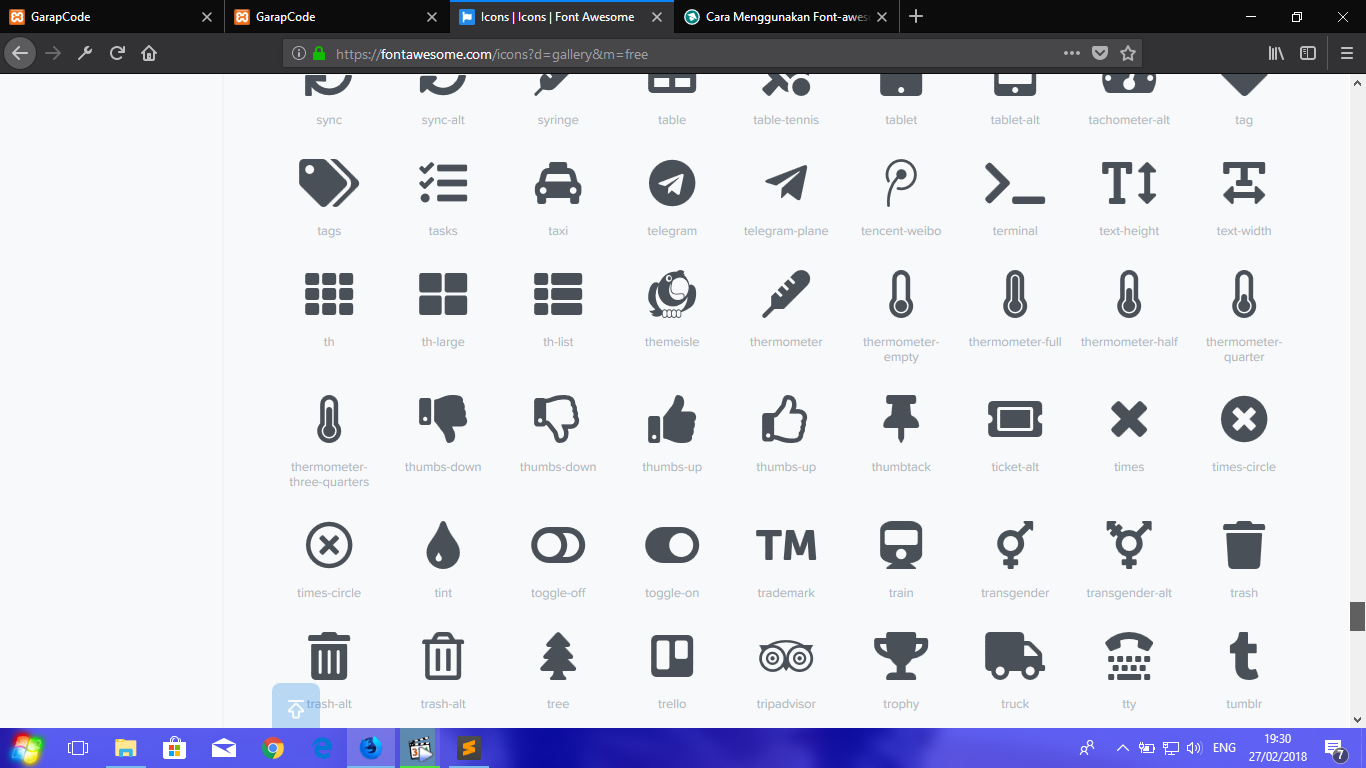 GarapCode
GarapCode
Icons | Icons | Font Awesome
Cara Menggunakan Font-awes
https://fontawesome.com/icons?d=gallery&m=free
sync
sync-alt
syringe
table
table-tennis
tablet
tablet-alt
tachometer-alt
tag
tags
tasks
taxi
telegram
telegram-plane
tencent-weibo
terminal
text-height
text-width
th
th-large
th-list
themeisle
thermometer
thermometer-
empty
thermometer-full
thermometer-half
thermometer-
quarter
thermometer-
three-quarters
thumbs-down
thumbs-down
thumbs-up
thumbs-up
thumbtack
ticket-alt
times
times-circle
times-circle
tint
toggle-off
toggle-on
TM
trademark
train
transgender
transgender-alt
trash
trash-alt
trash-alt
tree
trello
tripadvisor
trophy
truck
tty
tumblr
ENG
19:30
27/02/2018
7